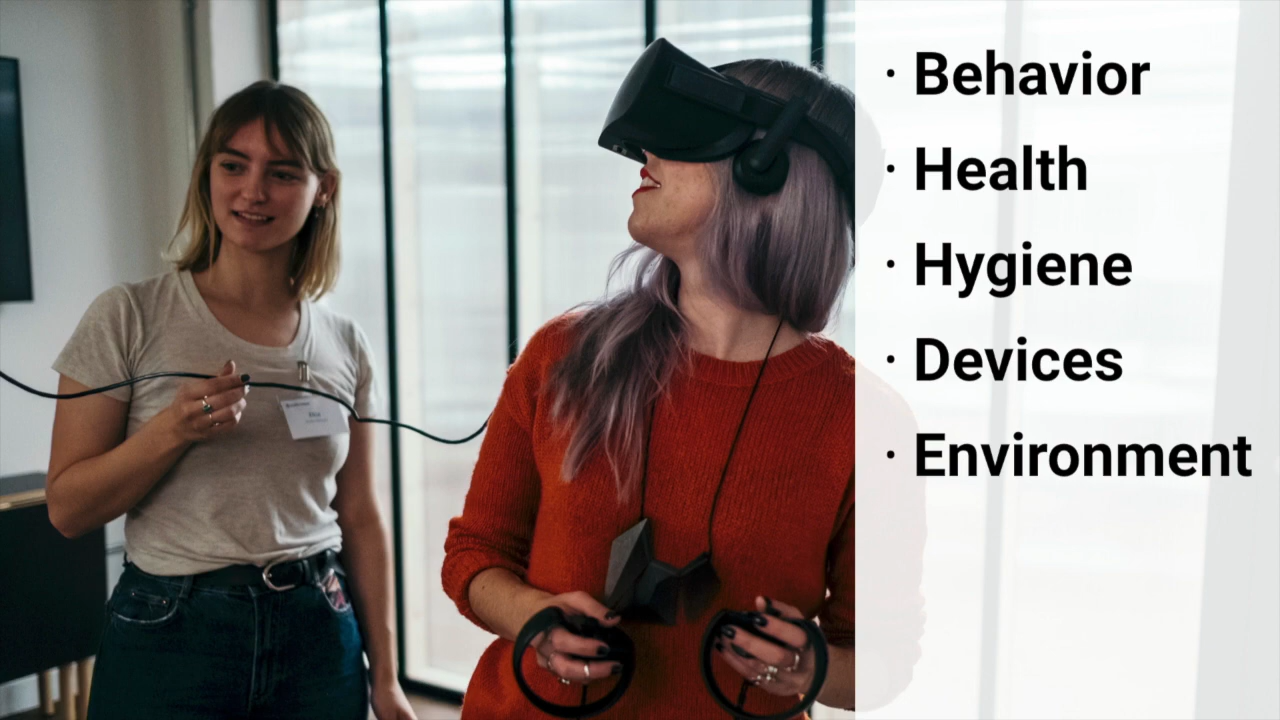 · Behavior
· Health
· Hygiene
· Devices
· Environment